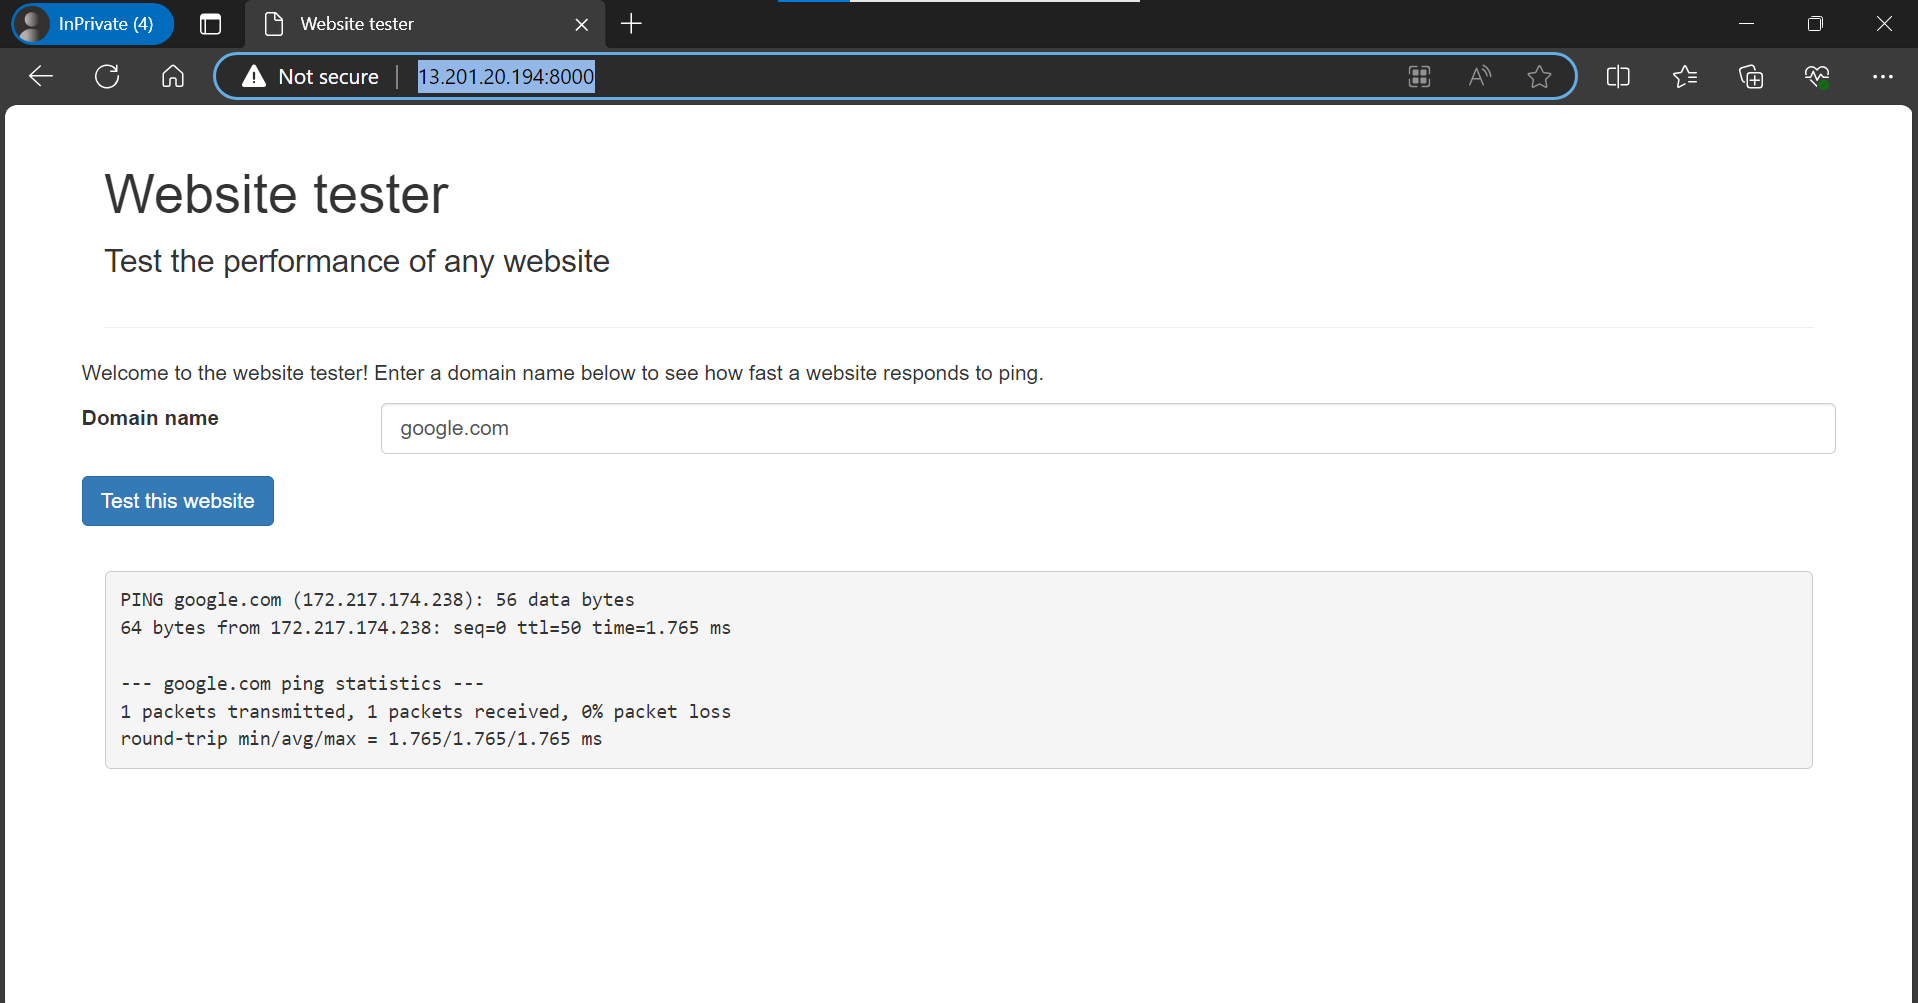 InPrivate (4)
Website tester
Not secure
13.201.20.194:8000
Website tester
Test the performance of any website
Welcome to the website tester! Enter a domain name below to see how fast a website responds to ping.
Domain name
google.com
Test this website
PING google.com (172.217.174.238): 56 data bytes
64 bytes from 172.217.174.238: seq=0 ttl=50 time=1.765 ms
--- google.com ping statistics ---
1 packets transmitted, 1 packets received, 0% packet loss
round-trip min/avg/max = 1.765/1.765/1.765 ms